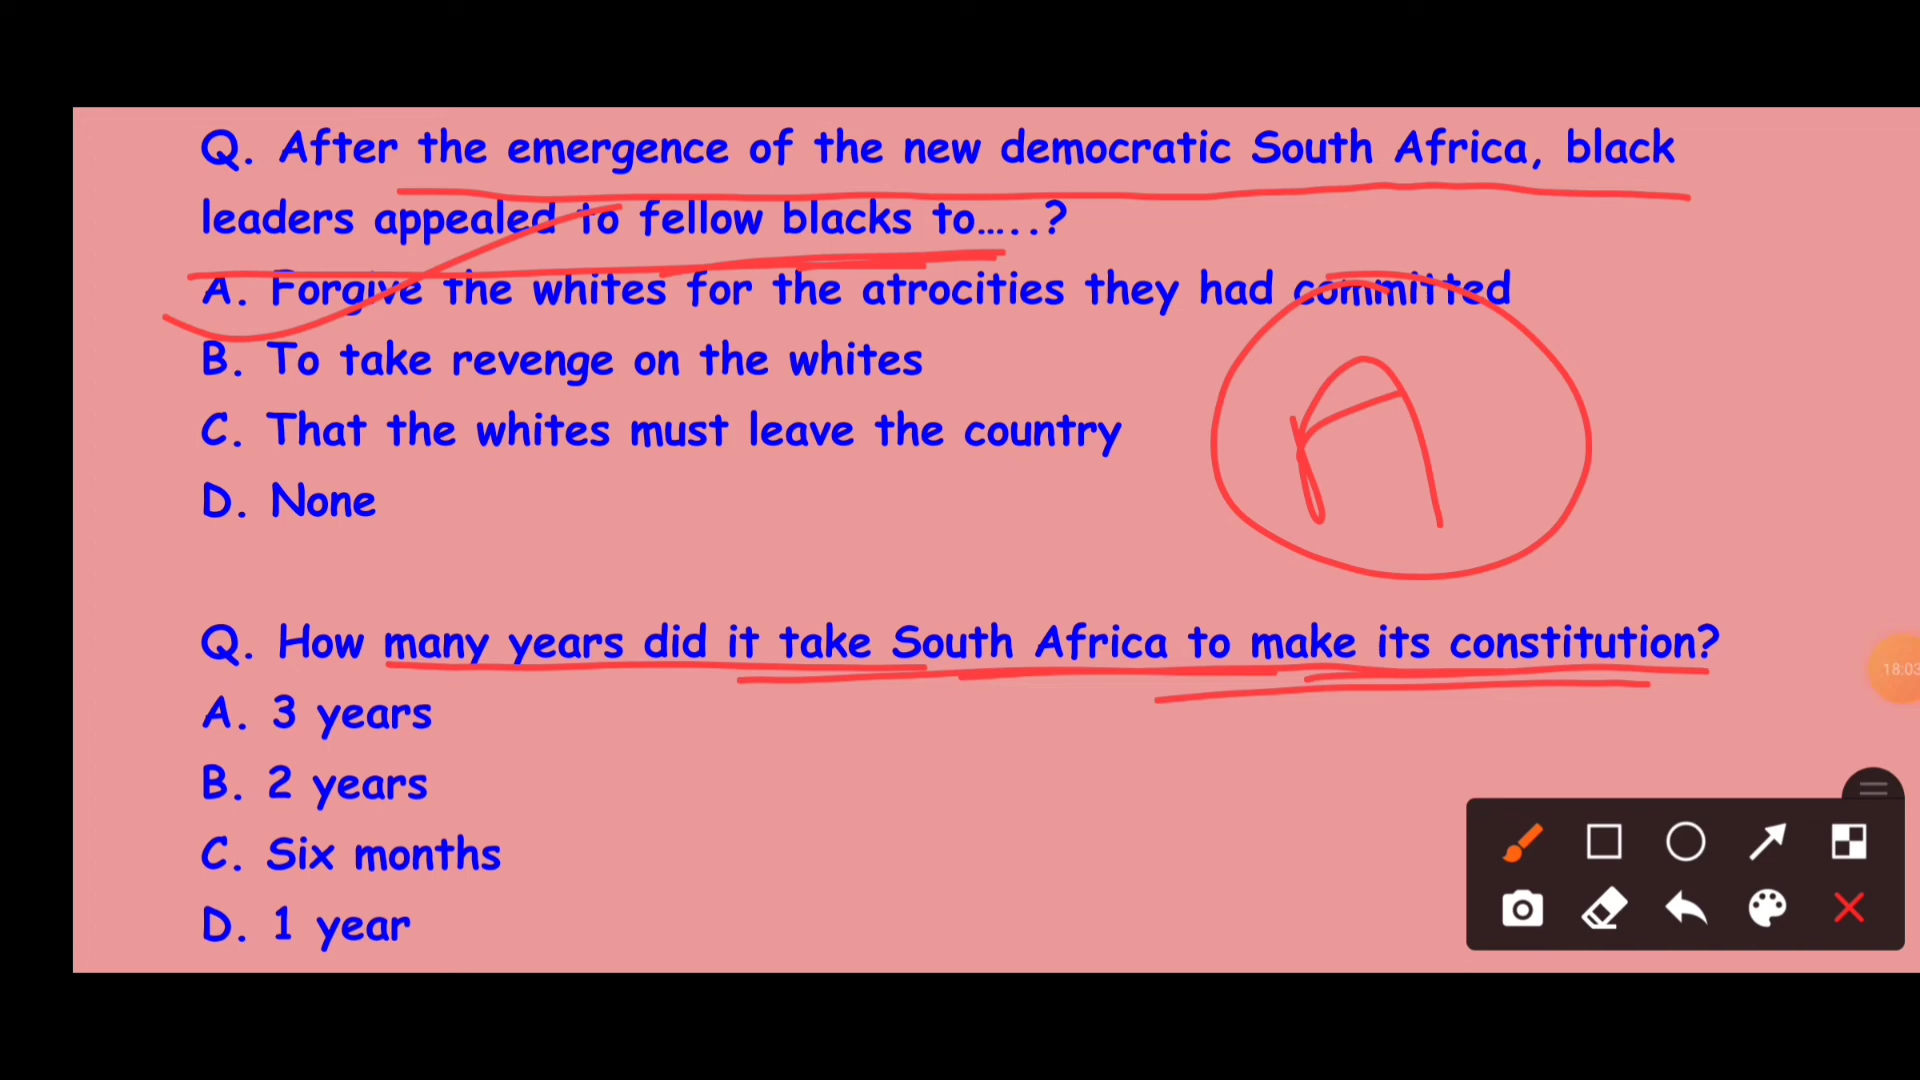 Q. After the emergence of the new democratic South Africa, black
leaders appealed to fellow blacks to.....?
A. Forgive the whites for the atrocities they had committed
B. To take revenge on the whites
C. That the whites must leave the country
A
D. None
Q. How many years did it take South Africa to make its constitution?
18:03
A. 3 years
B. 2 years
C. Six months
D. 1 year